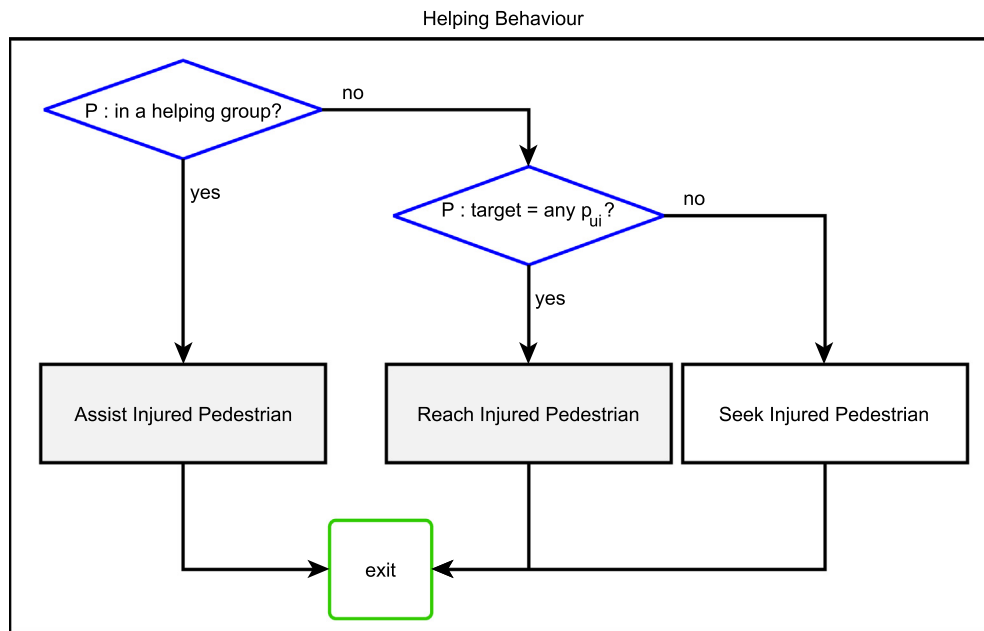 Helping Behaviour
P : in a helping group?
no
yes
P : target = any p_ui ?
no
yes
Assist Injured Pedestrian
Reach Injured Pedestrian
Seek Injured Pedestrian
exit